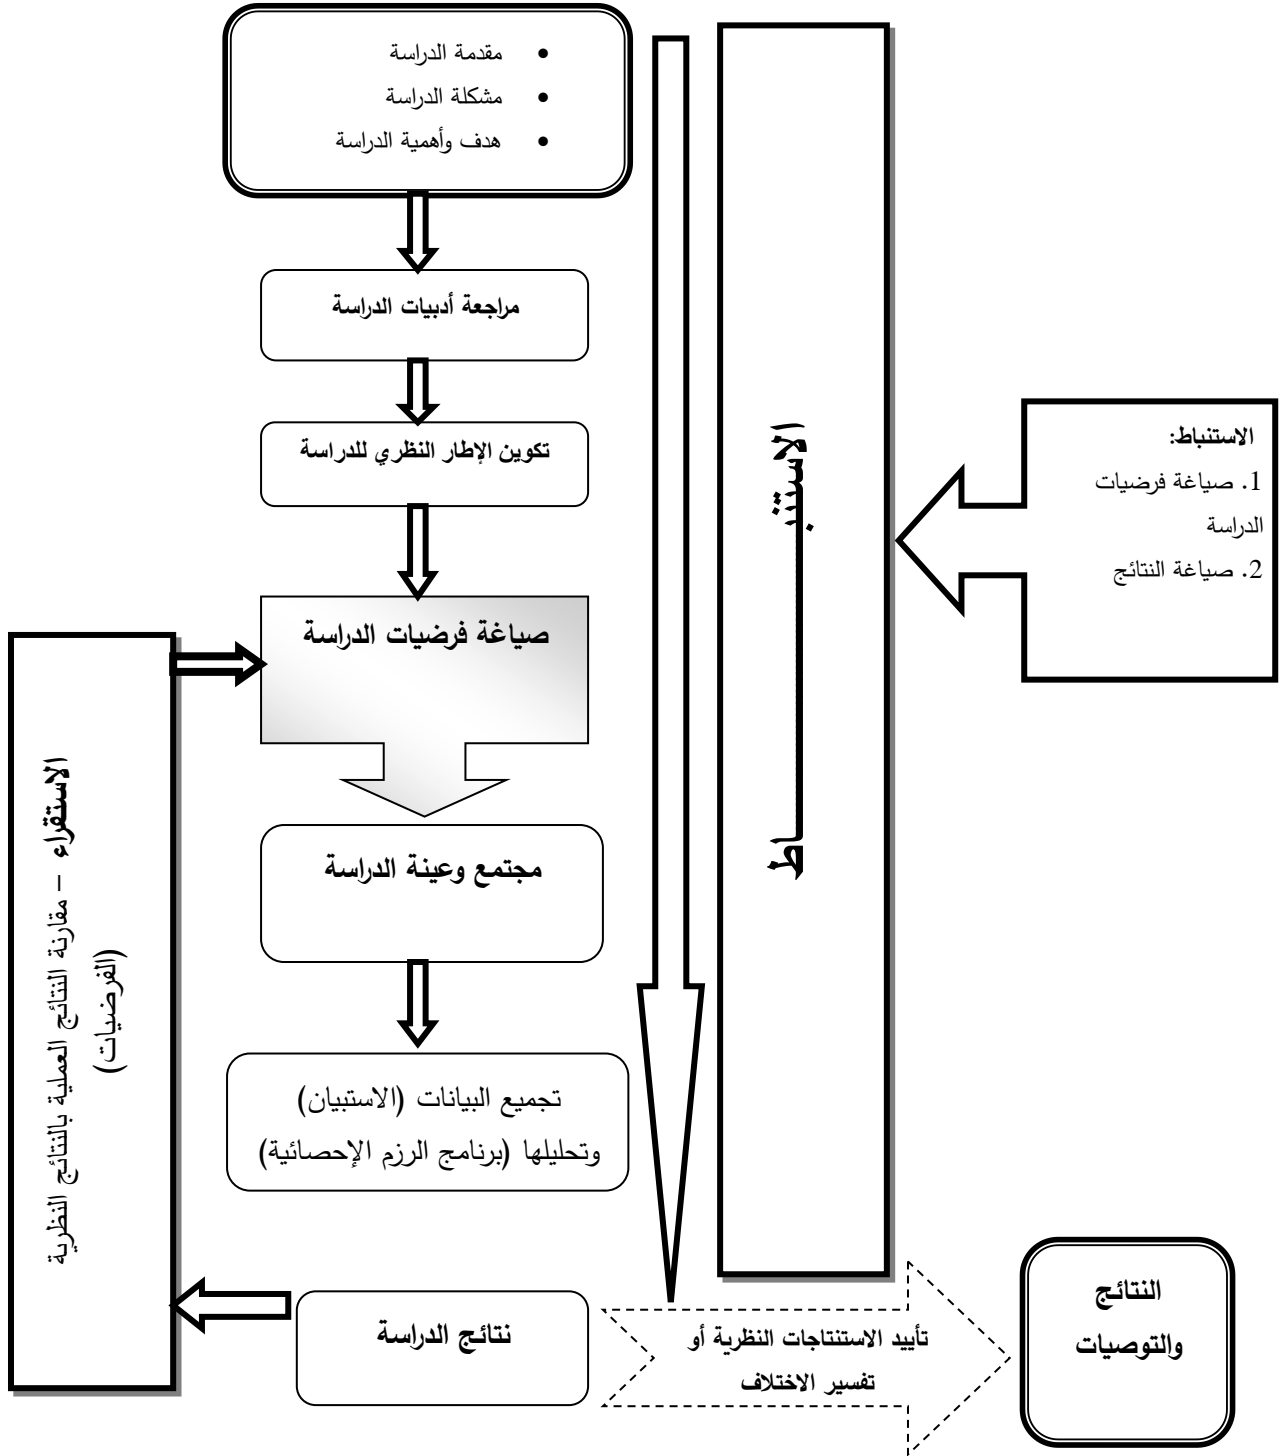 • مقدمة الدراسة
• مشكلة الدراسة
• هدف وأهمية الدراسة
مراجعة أدبيات الدراسة
تكوين الإطار النظري للدراسة
صياغة فرضيات الدراسة
مجتمع وعينة الدراسة
تجميع البيانات (الاستبيان)
وتحليلها (برنامج الرزم الإحصائية)
نتائج الدراسة
الاستنبـــــــــــــاط
الاستنباط:
1. صياغة فرضيات
الدراسة
2. صياغة النتائج
الاستقراء – مقارنة النتائج العملية بالنتائج النظرية
(الفرضيات)
تأييد الاستنتاجات النظرية أو
تفسير الاختلاف
النتائج
والتوصيات